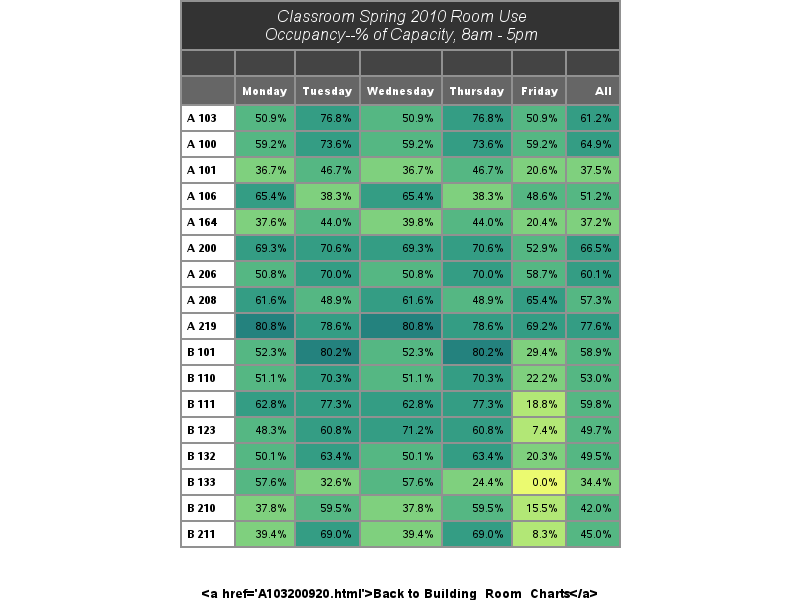 Classroom Spring 2010 Room Use
Occupancy--% of Capacity, 8am - 5pm
Monday Tuesday Wednesday Thursday Friday All
A 103 50.9% 76.8% 50.9% 76.8% 50.9% 61.2%
A 100 59.2% 73.6% 59.2% 73.6% 59.2% 64.9%
A 101 36.7% 46.7% 36.7% 46.7% 20.6% 37.5%
A 106 65.4% 38.3% 65.4% 38.3% 48.6% 51.2%
A 164 37.6% 44.0% 39.8% 44.0% 20.4% 37.2%
A 200 69.3% 70.6% 69.3% 70.6% 52.9% 66.5%
A 206 50.8% 70.0% 50.8% 70.0% 58.7% 60.1%
A 208 61.6% 48.9% 61.6% 48.9% 65.4% 57.3%
A 219 80.8% 78.6% 80.8% 78.6% 69.2% 77.6%
B 101 52.3% 80.2% 52.3% 80.2% 29.4% 58.9%
B 110 51.1% 70.3% 51.1% 70.3% 22.2% 53.0%
B 111 62.8% 77.3% 62.8% 77.3% 18.8% 59.8%
B 123 48.3% 60.8% 71.2% 60.8% 7.4% 49.7%
B 132 50.1% 63.4% 50.1% 63.4% 20.3% 49.5%
B 133 57.6% 32.6% 57.6% 24.4% 0.0% 34.4%
B 210 37.8% 59.5% 37.8% 59.5% 15.5% 42.0%
B 211 39.4% 69.0% 39.4% 69.0% 8.3% 45.0%
<a href='A103200920.html'>Back to Building_Room_Charts</a>